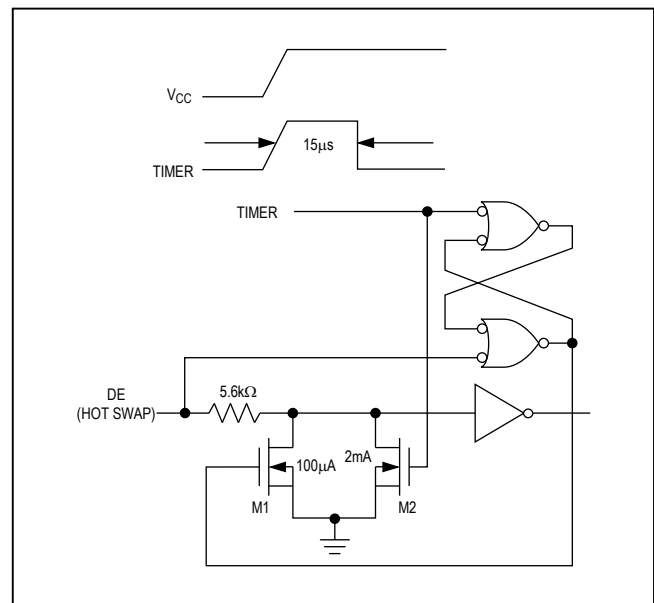 VCC
15µs
TIMER
TIMER
DE
(HOT SWAP)
5.6kΩ
100µA
2mA
M1
M2